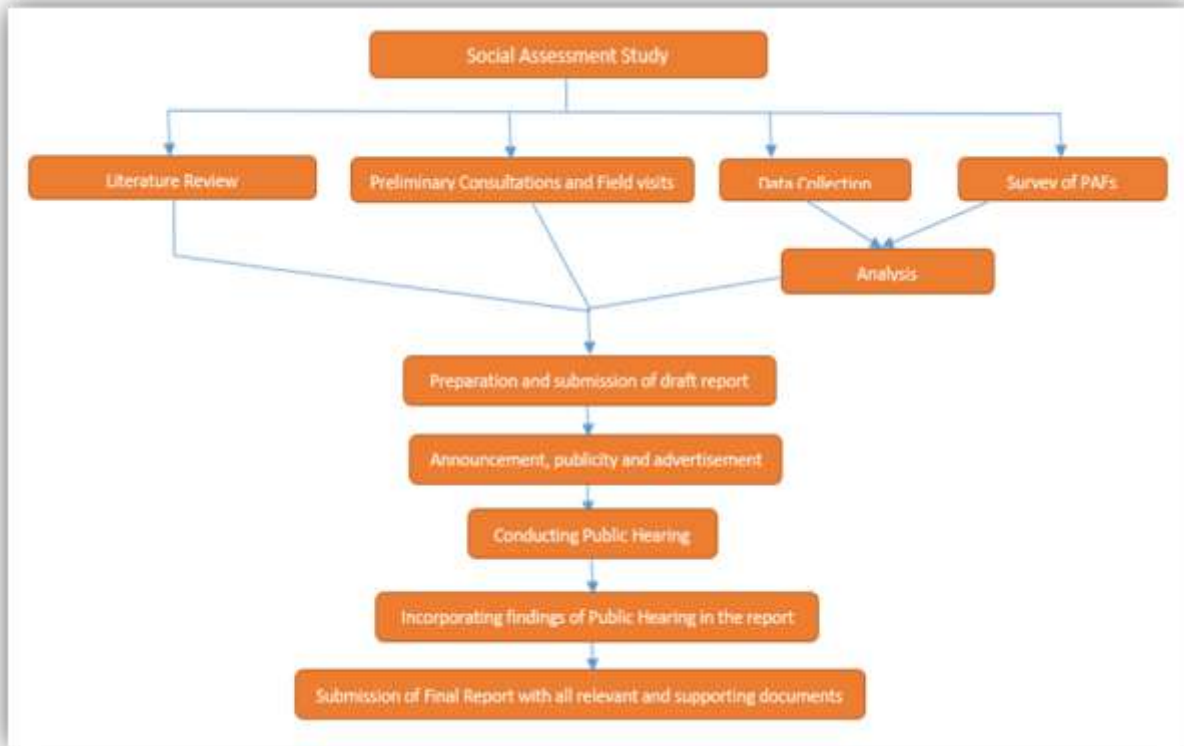 Social Assessment Study
Literature Review
Preliminary Consultations and Field visits
Data Collection
Survey of PAFs
Analysis
Preparation and submission of draft report
Announcement, publicity and advertisement
Conducting Public Hearing
Incorporating findings of Public Hearing in the report
Submission of Final Report with all relevant and supporting documents